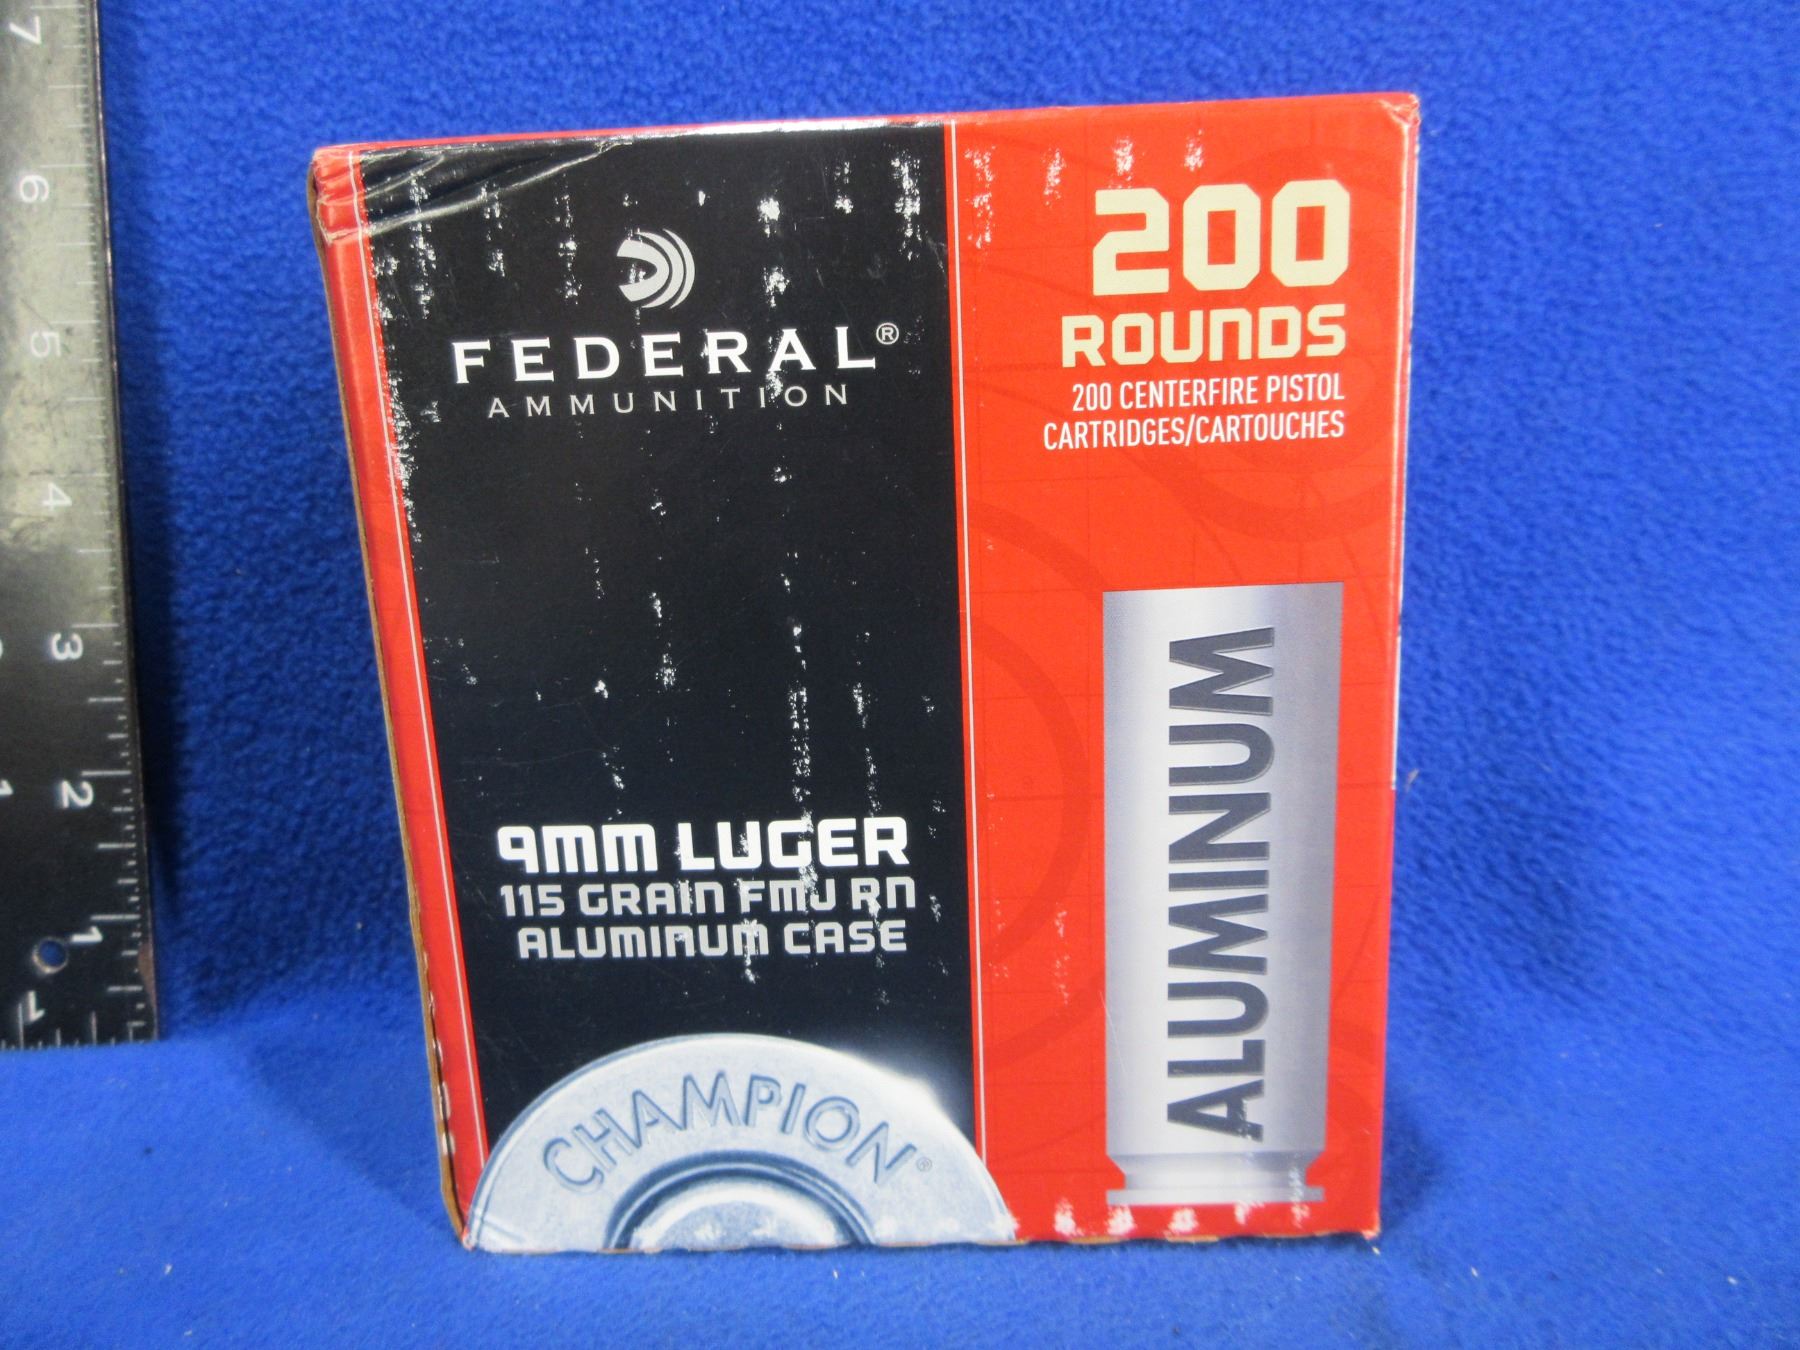 FEDERAL®
AMMUNITION
9MM LUGER
115 GRAIN FMJ RN
ALUMINUM CASE
CHAMPION®
200
ROUNDS
200 CENTERFIRE PISTOL
CARTRIDGES/CARTOUCHES
ALUMINUM
7
6
5
4
3
2
1
1